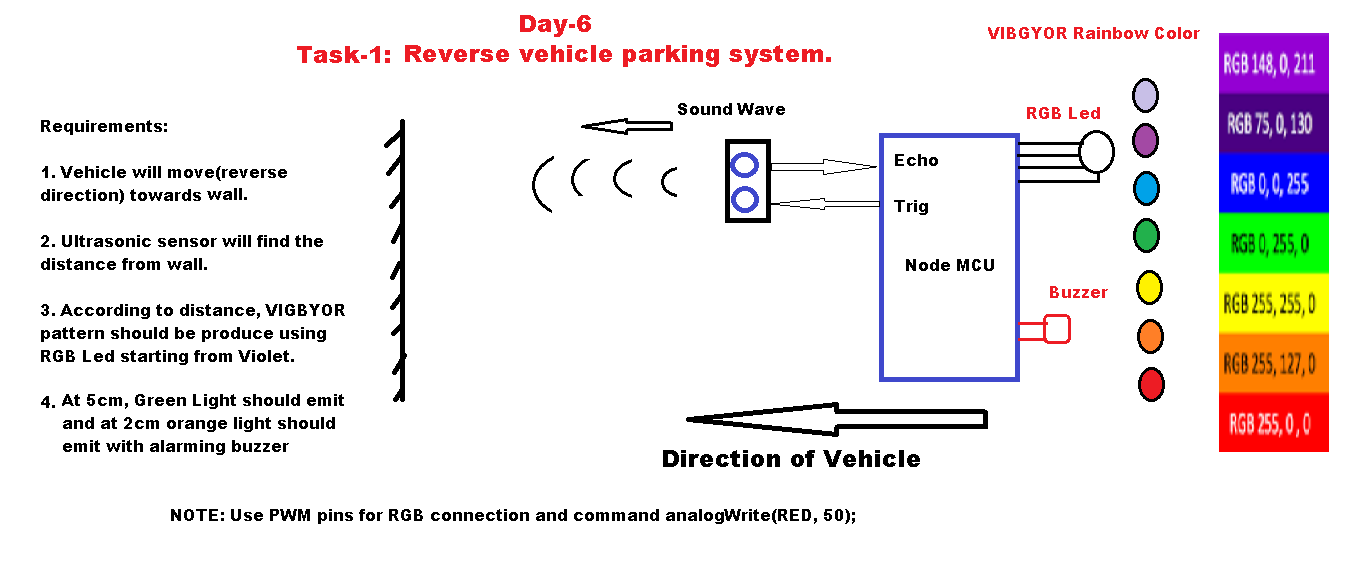 Day-6
Task-1: Reverse vehicle parking system.
VIBGYOR Rainbow Color
Requirements:
1. Vehicle will move(reverse
direction) towards wall.
2. Ultrasonic sensor will find the
distance from wall.
3. According to distance, VIGBYOR
pattern should be produce using
RGB Led starting from Violet.
4. At 5cm, Green Light should emit
and at 2cm orange light should
emit with alarming buzzer
Sound Wave
Echo
Trig
Node MCU
RGB Led
Buzzer
Direction of Vehicle
RGB 148, 0, 211
RGB 75, 0, 130
RGB 0, 0, 255
RGB 0, 255, 0
RGB 255, 255, 0
RGB 255, 127, 0
RGB 255, 0 , 0
NOTE: Use PWM pins for RGB connection and command analogWrite(RED, 50);